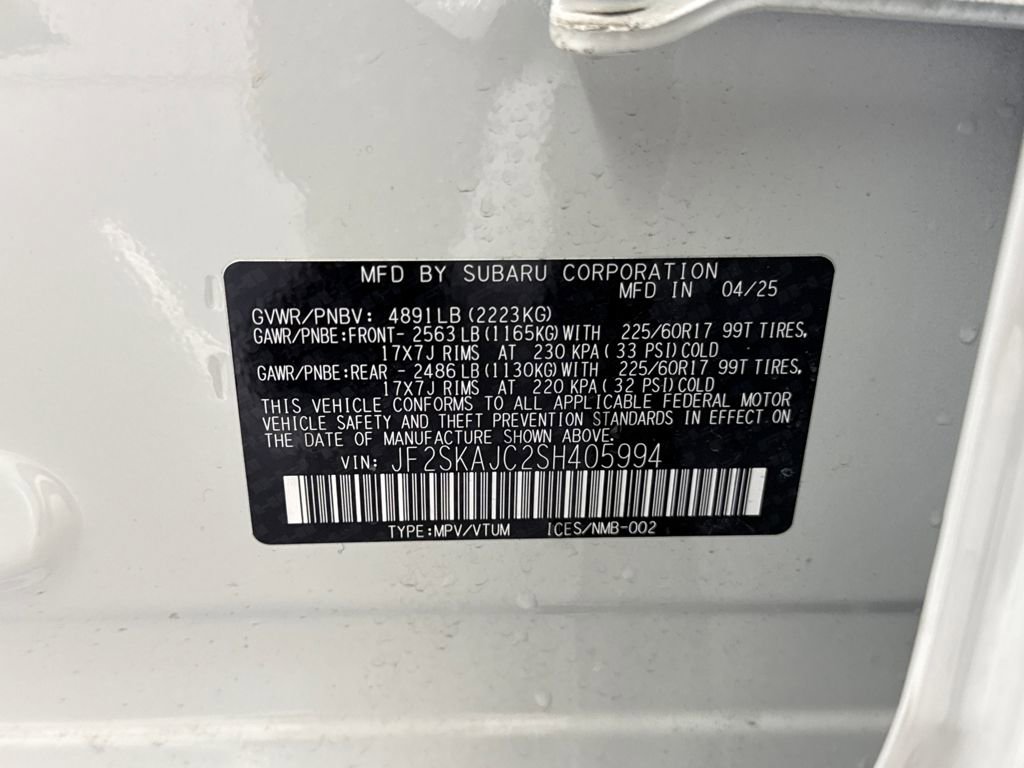 MFD BY SUBARU CORPORATION
MFD IN 04/25
GVWR/PNBV: 4891LB(2223KG)
GAWR/PNBE:FRONT- 2563LB(1165KG)WITH 225/60R17 99T TIRES,
17X7J RIMS AT 230 KPA(33 PSI)COLD
GAWR/PNBE:REAR - 2486LB(1130KG)WITH 225/60R17 99T TIRES,
17X7J RIMS AT 220 KPA(32 PSI)COLD
THIS VEHICLE CONFORMS TO ALL APPLICABLE FEDERAL MOTOR
VEHICLE SAFETY AND THEFT PREVENTION STANDARDS IN EFFECT ON
THE DATE OF MANUFACTURE SHOWN ABOVE.
VIN: JF2SKAJC2SH405994
TYPE:MPV/VTUM ICES/NMB-002